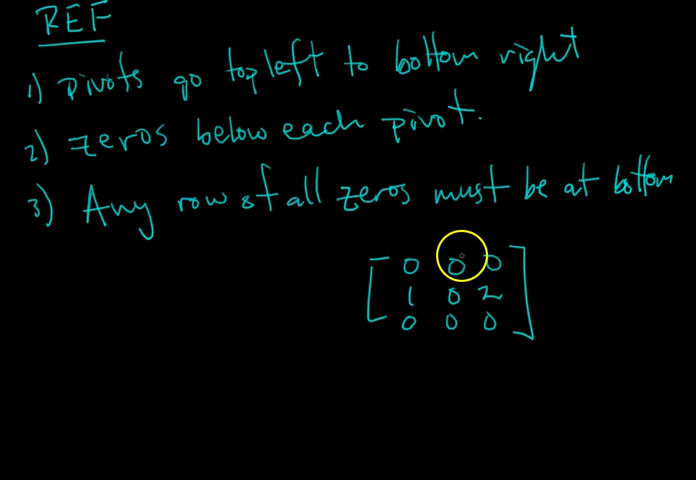 REF
1) pivots go top left to bottom right
2) zeros below each pivot.
3) Any row of all zeros must be at bottom
0 0 0
1 0 2
0 0 0